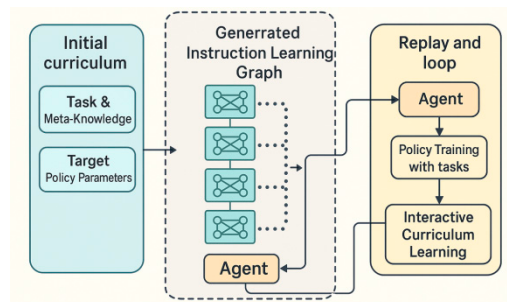 Initial
curriculum
Task &
Meta-Knowledge
Target
Policy Parameters
Generrated
Instruction Learning
Graph
Agent
Replay and
loop
Agent
Policy Training
with tasks
Interactive
Curriculum
Learning